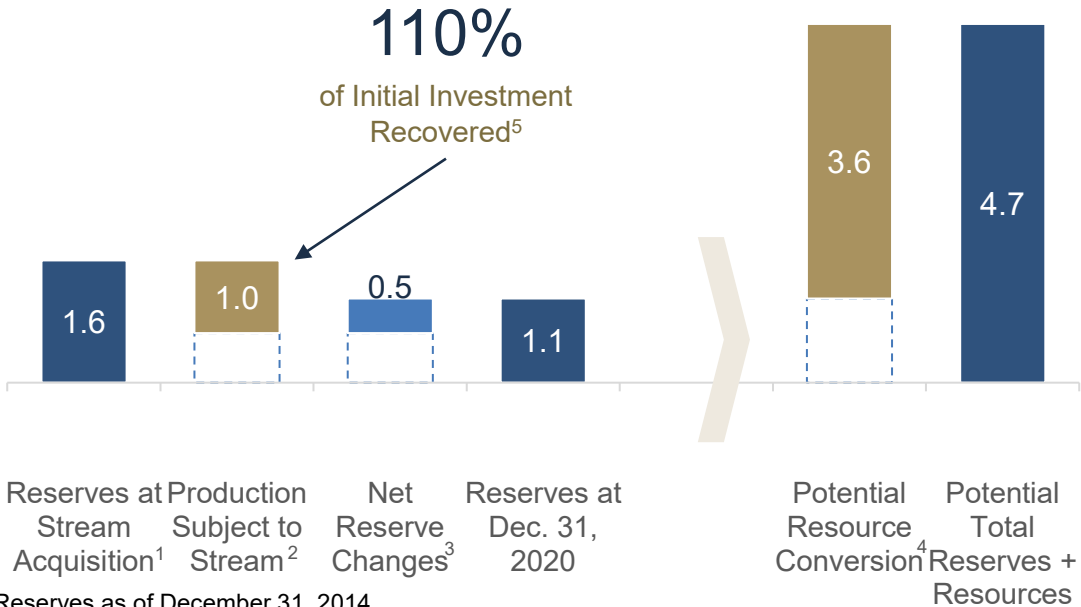 110%
of Initial Investment
Recovered5
1.6
1.0
0.5
1.1
3.6
4.7
Reserves at
Stream
Acquisition1
Production
Subject to
Stream2
Net
Reserve
Changes3
Reserves at
Dec. 31,
2020
Potential
Resource
Conversion4
Potential
Total
Reserves +
Resources
Reserves as of December 31, 2014